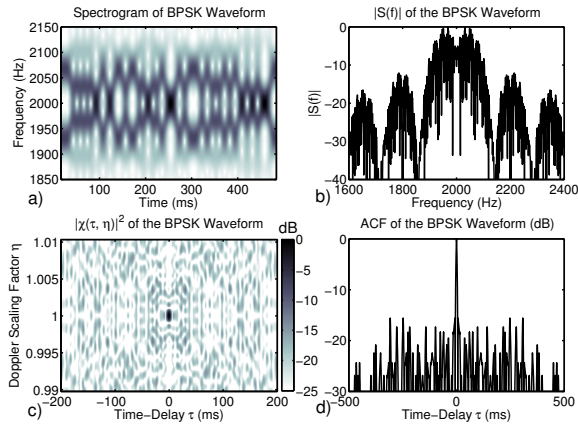 Spectrogram of BPSK Waveform
Frequency (Hz)
2150
2100
2050
2000
1950
1900
1850
100 200 300 400
Time (ms)
a)
|S(f)| of the BPSK Waveform
|S(f)|
0
−10
−20
−30
−40
1600 1800 2000 2200 2400
Frequency (Hz)
b)
|χ(τ, η)|² of the BPSK Waveform
dB
Doppler Scaling Factor η
1.01
1.005
1
0.995
0.99
−200 −100 0 100 200
Time−Delay τ (ms)
c)
0
−5
−10
−15
−20
−25
ACF of the BPSK Waveform (dB)
0
−10
−20
−30
−500 0 500
Time−Delay τ (ms)
d)